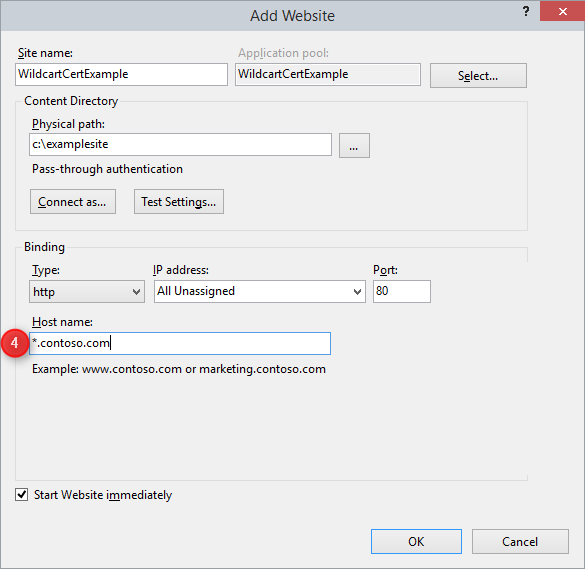 Add Website
?
Site name: Application pool:
WildcartCertExample WildcartCertExample Select...
Content Directory
Physical path:
c:\examplesite ...
Pass-through authentication
Connect as... Test Settings...
Binding
Type: IP address: Port:
http All Unassigned 80
Host name:
4 *.contoso.com
Example: www.contoso.com or marketing.contoso.com
Start Website immediately
OK Cancel